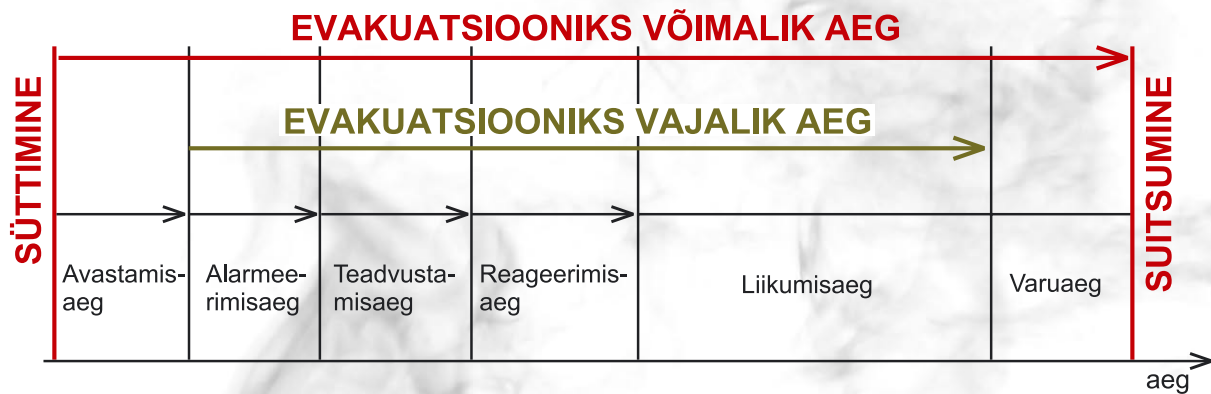 EVAKUATSIOONIKS VÕIMALIK AEG
EVAKUATSIOONIKS VAJALIK AEG
SÜTTIMINE
Avastamis-
aeg
Alarmee-
rimisaeg
Teadvusta-
misaeg
Reageerimis-
aeg
Liikumisaeg
Varuaeg
SUITSUMINE
aeg